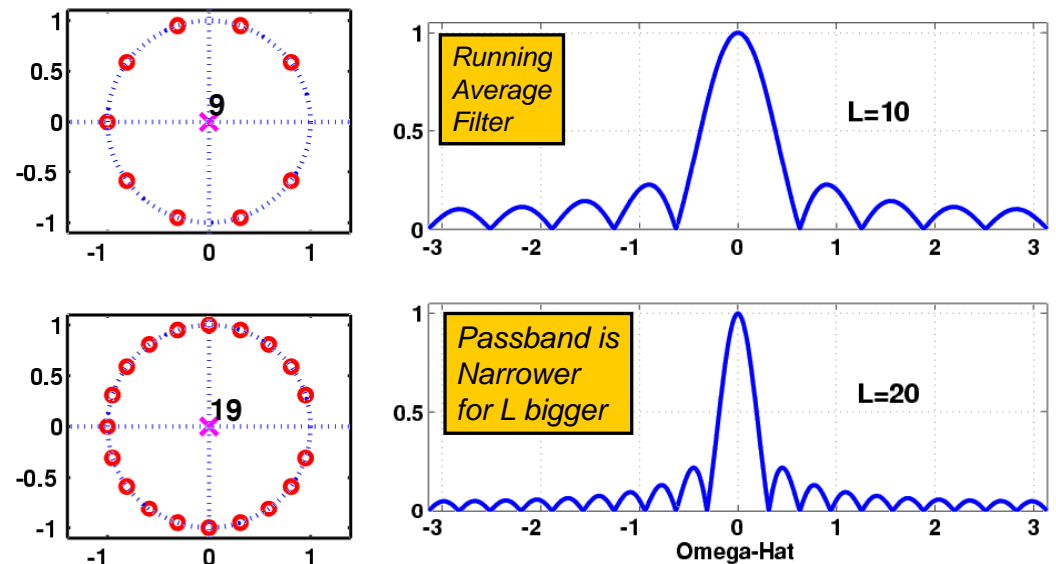 1
0.5
0
-0.5
-1
-1 0 1
9
1
0.5
0
-3 -2 -1 0 1 2 3
Running
Average
Filter
L=10
1
0.5
0
-0.5
-1
-1 0 1
19
1
0.5
0
-3 -2 -1 0 1 2 3
Omega-Hat
Passband is
Narrower
for L bigger
L=20